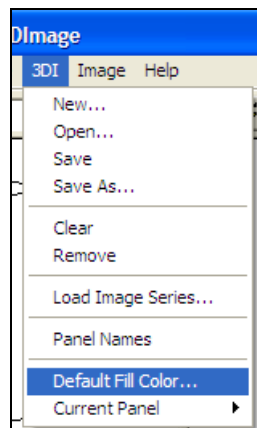 DImage
3DI Image Help
New...
Open...
Save
Save As...
Clear
Remove
Load Image Series...
Panel Names
Default Fill Color...
Current Panel